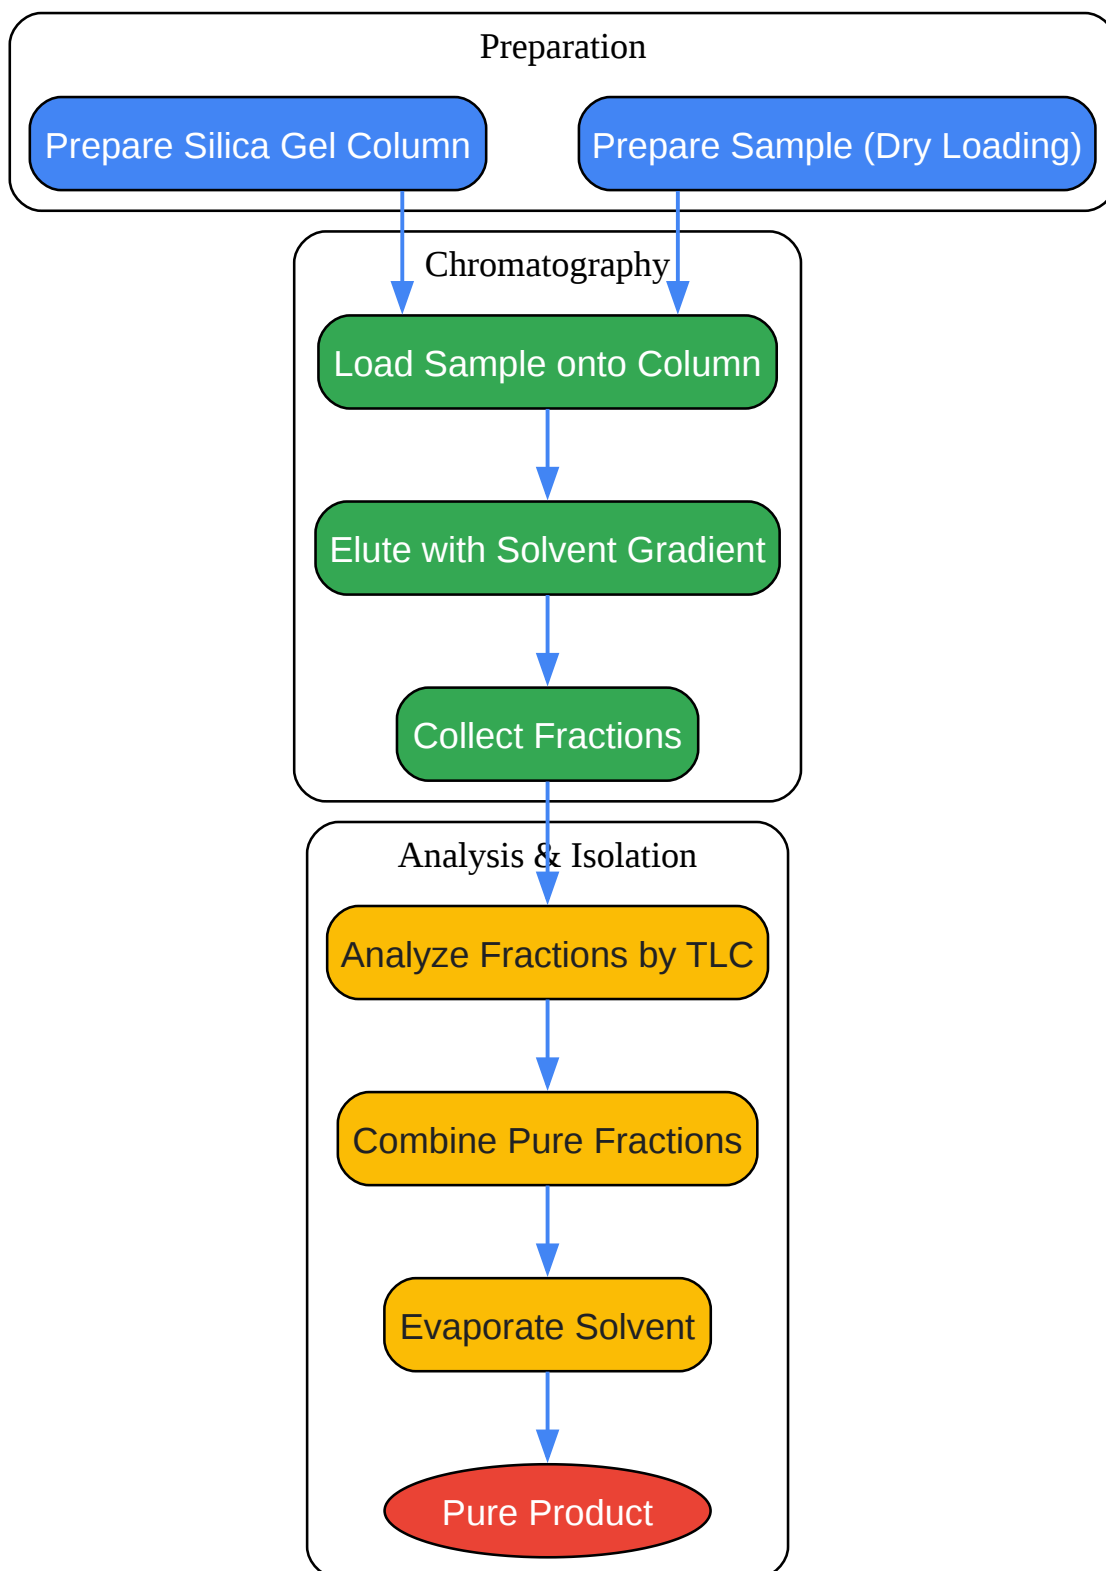 Preparation
Prepare Silica Gel Column
Prepare Sample (Dry Loading)
Chromatography
Load Sample onto Column
Elute with Solvent Gradient
Collect Fractions
Analysis & Isolation
Analyze Fractions by TLC
Combine Pure Fractions
Evaporate Solvent
Pure Product